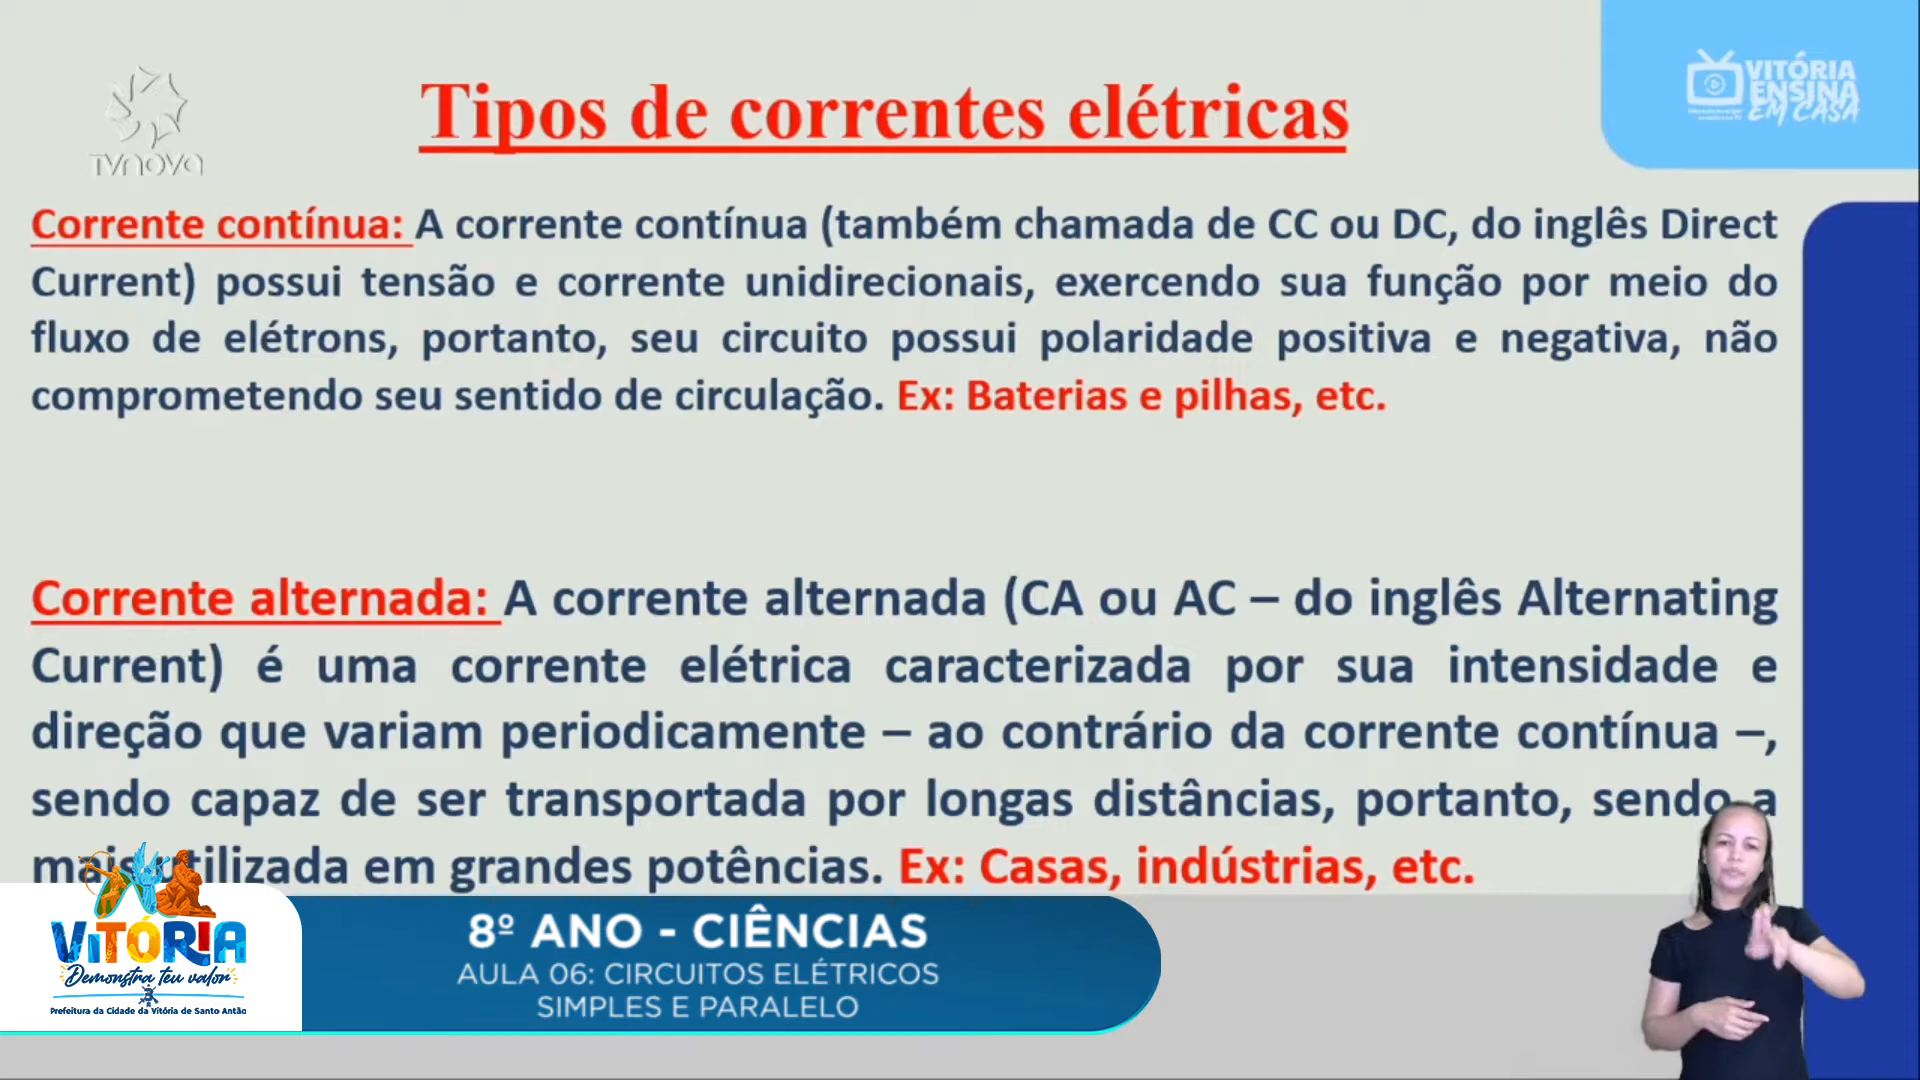 Tipos de correntes elétricas
TVNOVA
VITÓRIA
ENSINA
EM CASA
Corrente contínua: A corrente contínua (também chamada de CC ou DC, do inglês Direct
Current) possui tensão e corrente unidirecionais, exercendo sua função por meio do
fluxo de elétrons, portanto, seu circuito possui polaridade positiva e negativa, não
comprometendo seu sentido de circulação. Ex: Baterias e pilhas, etc.
Corrente alternada: A corrente alternada (CA ou AC – do inglês Alternating
Current) é uma corrente elétrica caracterizada por sua intensidade e
direção que variam periodicamente – ao contrário da corrente contínua –,
sendo capaz de ser transportada por longas distâncias, portanto, sendo a
mais utilizada em grandes potências. Ex: Casas, indústrias, etc.
VITÓRIA
Demonstra teu valor
Prefeitura da Cidade da Vitória de Santo Antão
8º ANO - CIÊNCIAS
AULA 06: CIRCUITOS ELÉTRICOS
SIMPLES E PARALELO